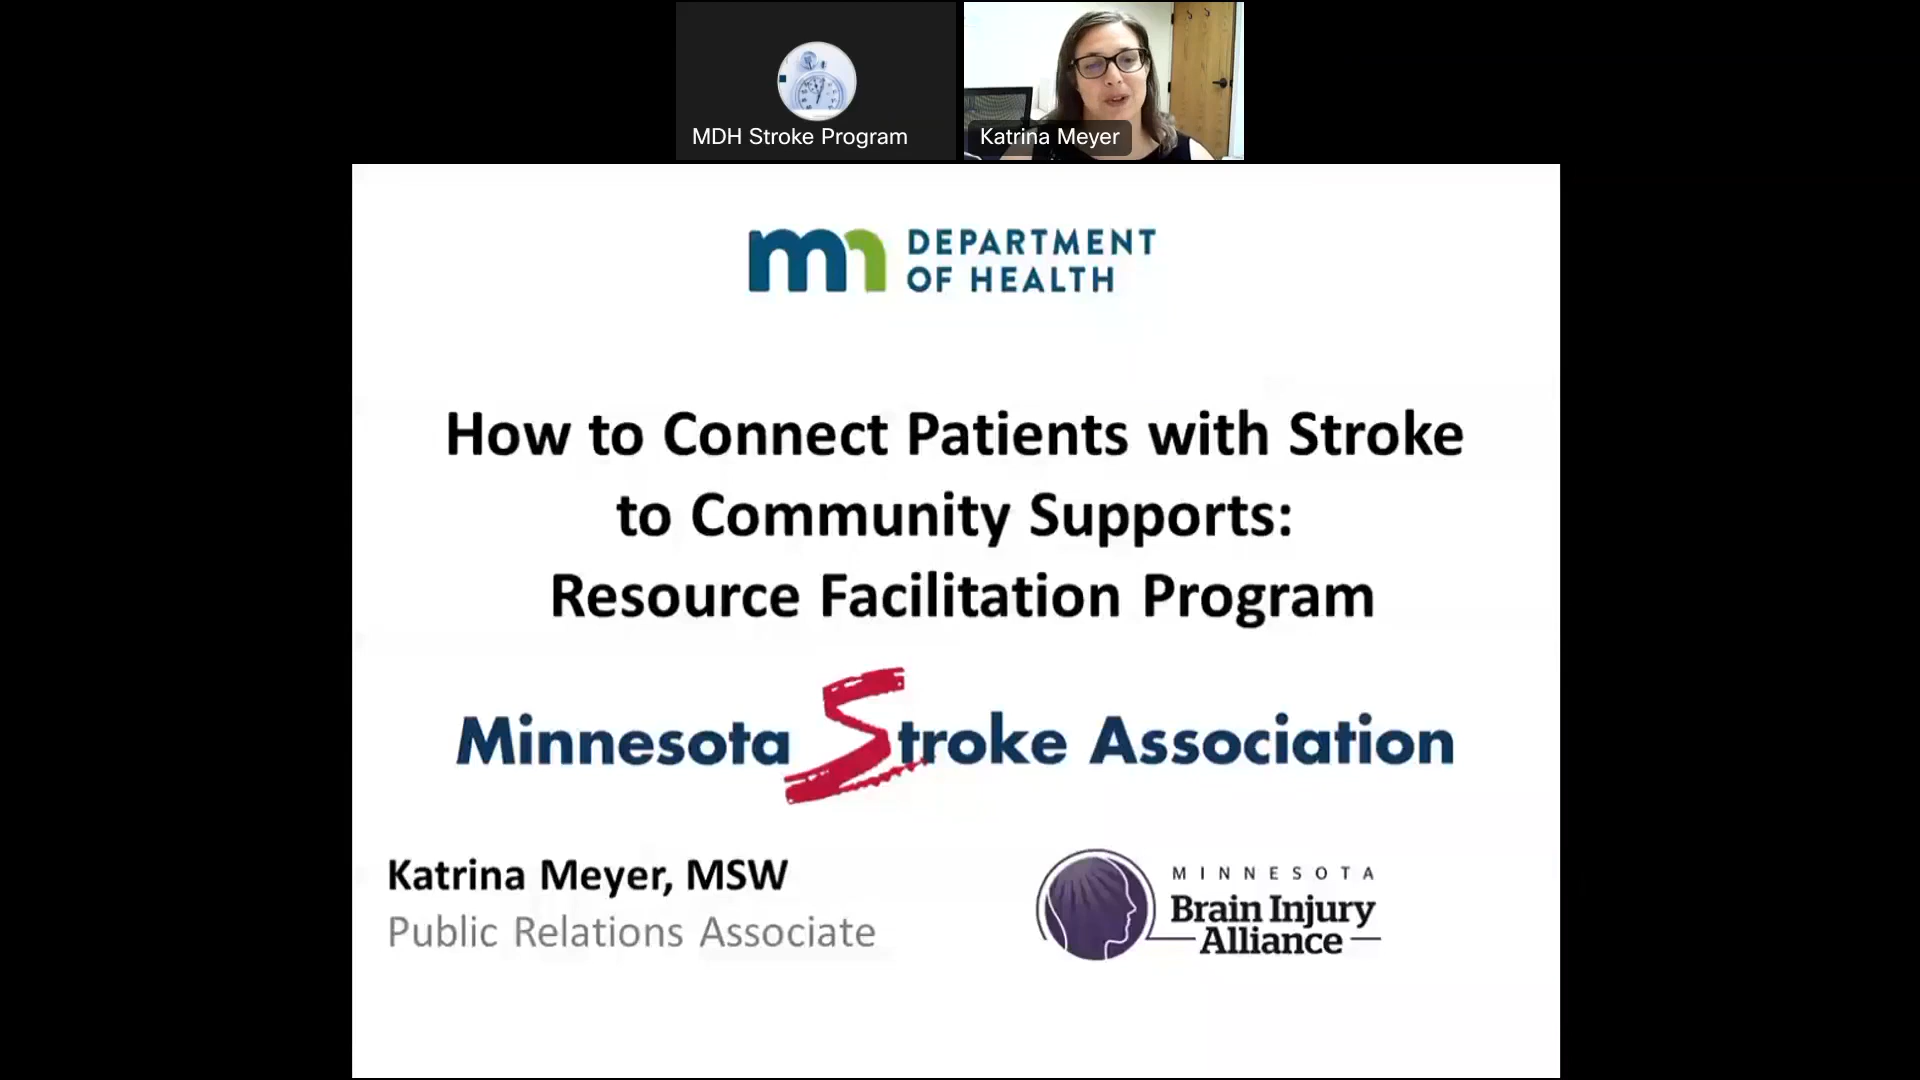 MDH Stroke Program
Katrina Meyer
mn DEPARTMENT
OF HEALTH
How to Connect Patients with Stroke
to Community Supports:
Resource Facilitation Program
Minnesota Stroke Association
Katrina Meyer, MSW
Public Relations Associate
MINNESOTA
Brain Injury
Alliance